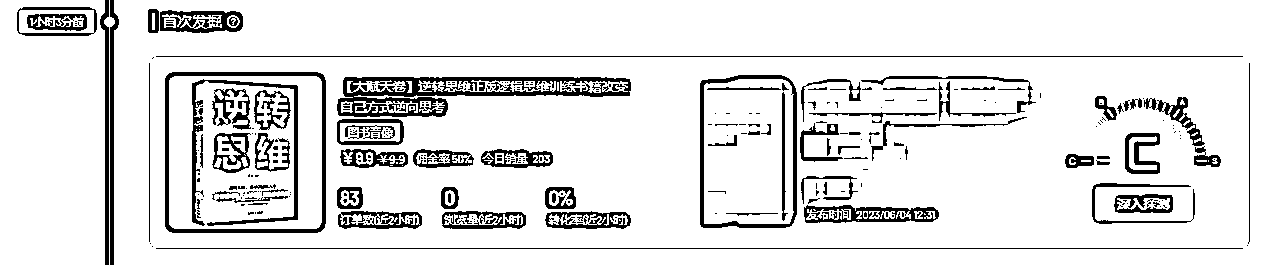 1小时3分前
首次发掘
逆转
思维
【大脑天卷】逆转思维正版逻辑思维训练书籍改变
自己方式逆向思考
图书音像
¥9.9 ¥9.9 佣金率 50% 今日销量 203
83
订单数(近2小时)
0
浏览量(近2小时)
0%
转化率(近2小时)
发布时间 2023/06/04 12:31
C
深入探测